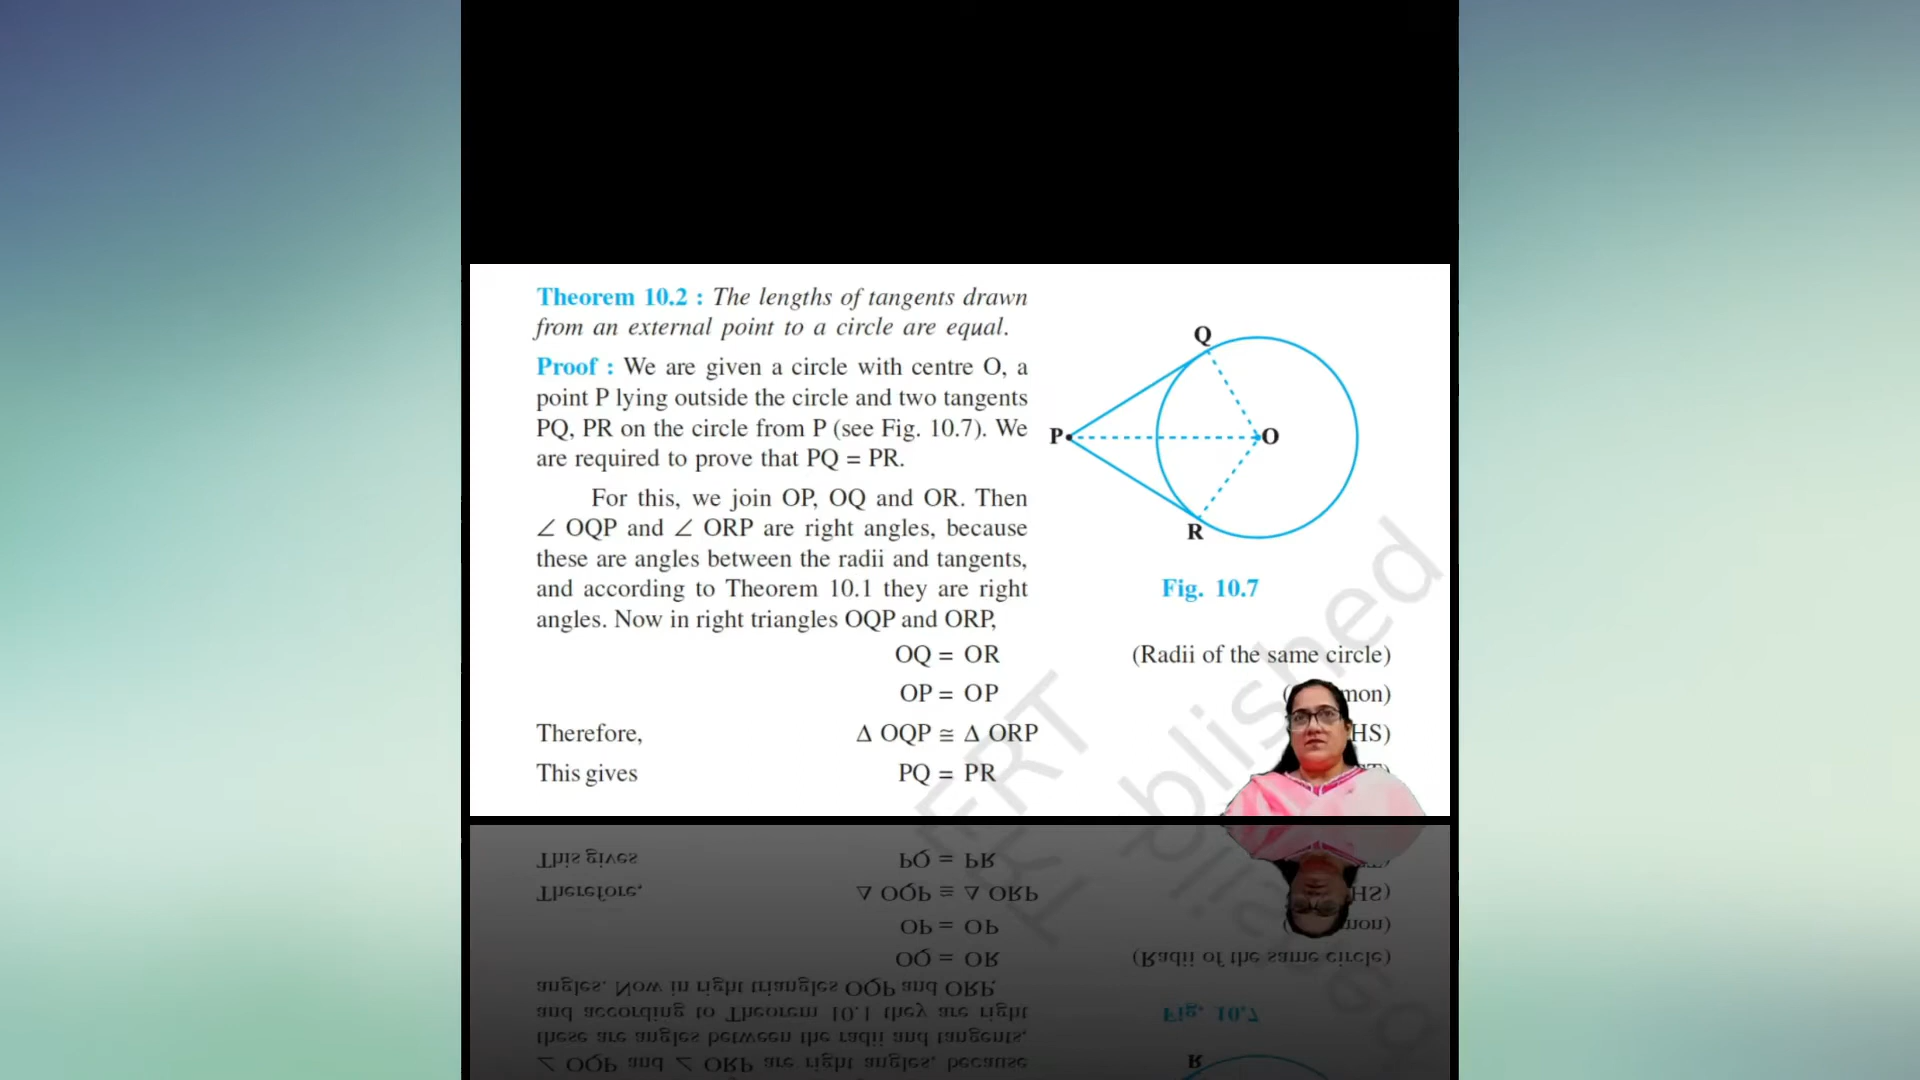 Theorem 10.2 : The lengths of tangents drawn
from an external point to a circle are equal.
Proof : We are given a circle with centre O, a
point P lying outside the circle and two tangents
PQ, PR on the circle from P (see Fig. 10.7). We
are required to prove that PQ = PR.
For this, we join OP, OQ and OR. Then
∠ OQP and ∠ ORP are right angles, because
these are angles between the radii and tangents,
and according to Theorem 10.1 they are right
angles. Now in right triangles OQP and ORP,
Q
P
O
R
Fig. 10.7
OQ = OR (Radii of the same circle)
OP = OP
Therefore, Δ OQP ≅ Δ ORP
This gives PQ = PR